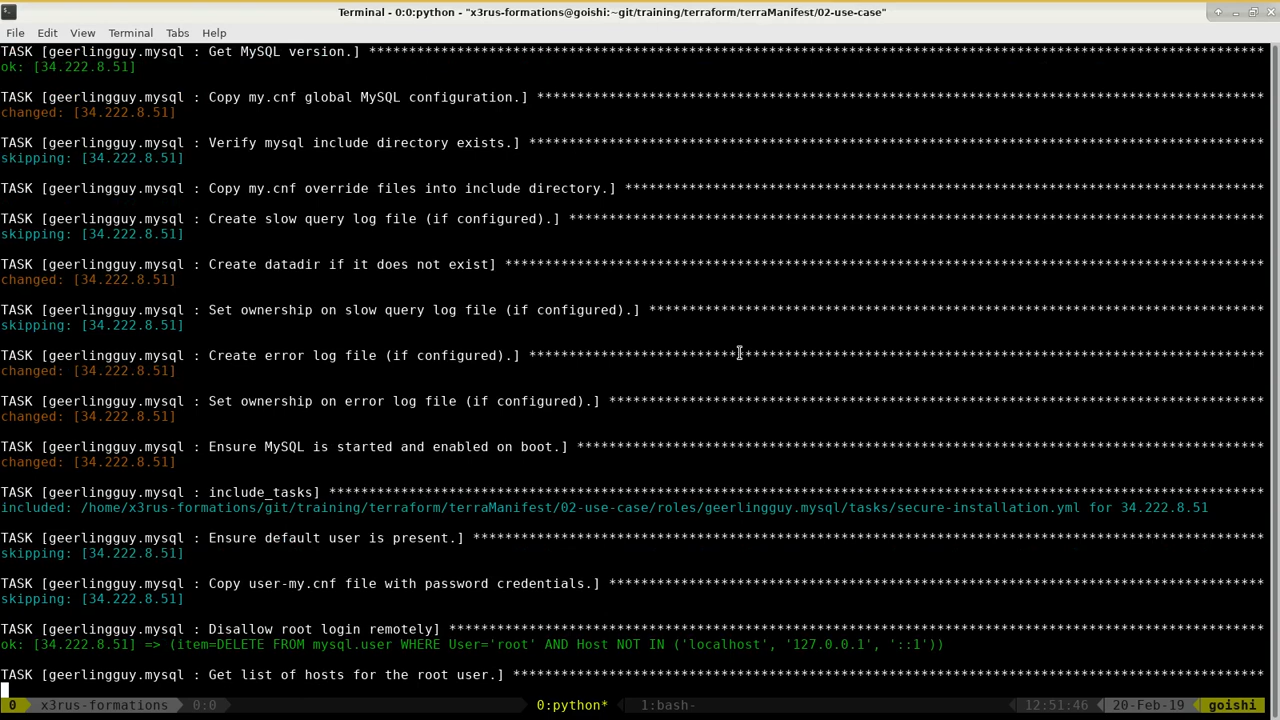 Terminal - 0:0:python - "x3rus-formations@goishi:~git/training/terraform/terraManifest/02-use-case"
File Edit View Terminal Tabs Help
TASK [geerlingguy.mysql : Get MySQL version.] ****************************************************************************************************************
ok: [34.222.8.51]
TASK [geerlingguy.mysql : Copy my.cnf global MySQL configuration.] *******************************************************************************************
changed: [34.222.8.51]
TASK [geerlingguy.mysql : Verify mysql include directory exists.] ********************************************************************************************
skipping: [34.222.8.51]
TASK [geerlingguy.mysql : Copy my.cnf override files into include directory.] ********************************************************************************
TASK [geerlingguy.mysql : Create slow query log file (if configured).] ***************************************************************************************
skipping: [34.222.8.51]
TASK [geerlingguy.mysql : Create datadir if it does not exist] ***********************************************************************************************
changed: [34.222.8.51]
TASK [geerlingguy.mysql : Set ownership on slow query log file (if configured).] *****************************************************************************
skipping: [34.222.8.51]
TASK [geerlingguy.mysql : Create error log file (if configured).] ********************************************************************************************
changed: [34.222.8.51]
TASK [geerlingguy.mysql : Set ownership on error log file (if configured).] **********************************************************************************
changed: [34.222.8.51]
TASK [geerlingguy.mysql : Ensure MySQL is started and enabled on boot.] **************************************************************************************
changed: [34.222.8.51]
TASK [geerlingguy.mysql : include_tasks] *********************************************************************************************************************
included: /home/x3rus-formations/git/training/terraform/terraManifest/02-use-case/roles/geerlingguy.mysql/tasks/secure-installation.yml for 34.222.8.51
TASK [geerlingguy.mysql : Ensure default user is present.] ***************************************************************************************************
skipping: [34.222.8.51]
TASK [geerlingguy.mysql : Copy user-my.cnf file with password credentials.] **********************************************************************************
skipping: [34.222.8.51]
TASK [geerlingguy.mysql : Disallow root login remotely] ******************************************************************************************************
ok: [34.222.8.51] => (item=DELETE FROM mysql.user WHERE User='root' AND Host NOT IN ('localhost', '127.0.0.1', '::1'))
TASK [geerlingguy.mysql : Get list of hosts for the root user.] **********************************************************************************************
0 x3rus-formations 0:0 0:python* 1:bash- 12:51:46 20-Feb-19 goishi